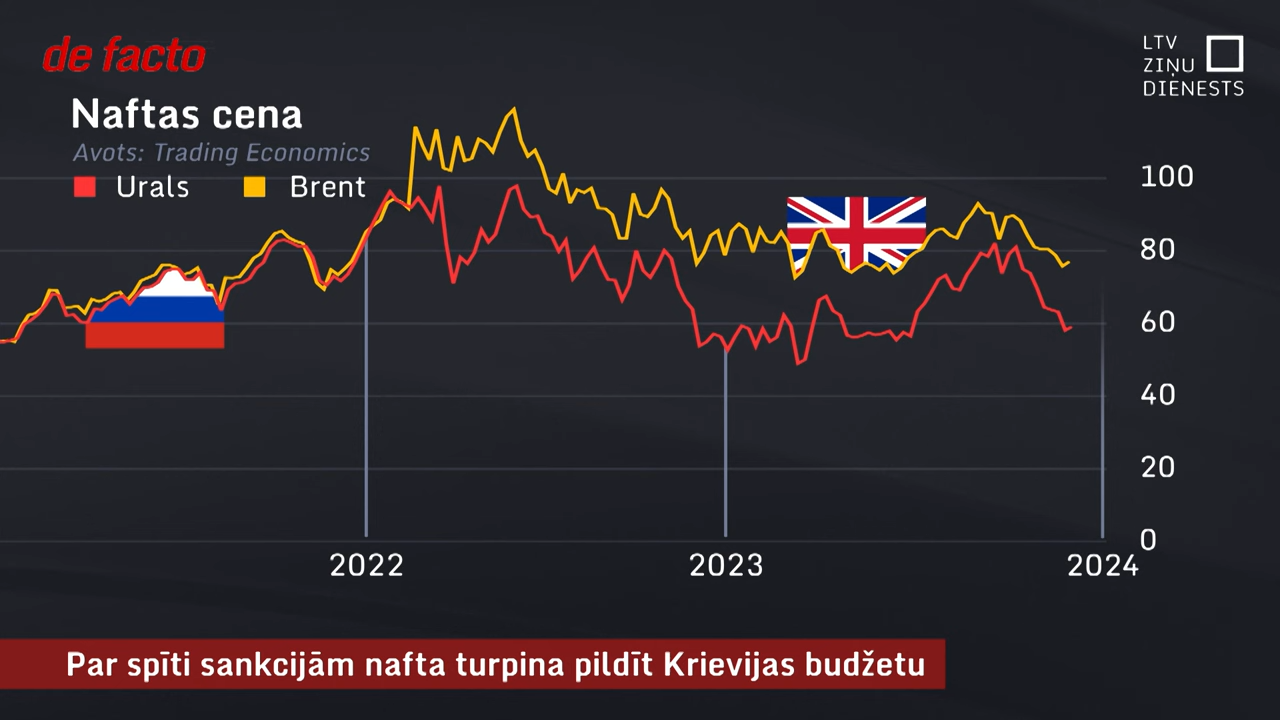 de facto
LTV
ZIŅU
DIENESTS
Naftas cena
Avots: Trading Economics
Urals Brent
100
80
60
40
20
0
2022 2023 2024
Par spīti sankcijām nafta turpina pildīt Krievijas budžetu